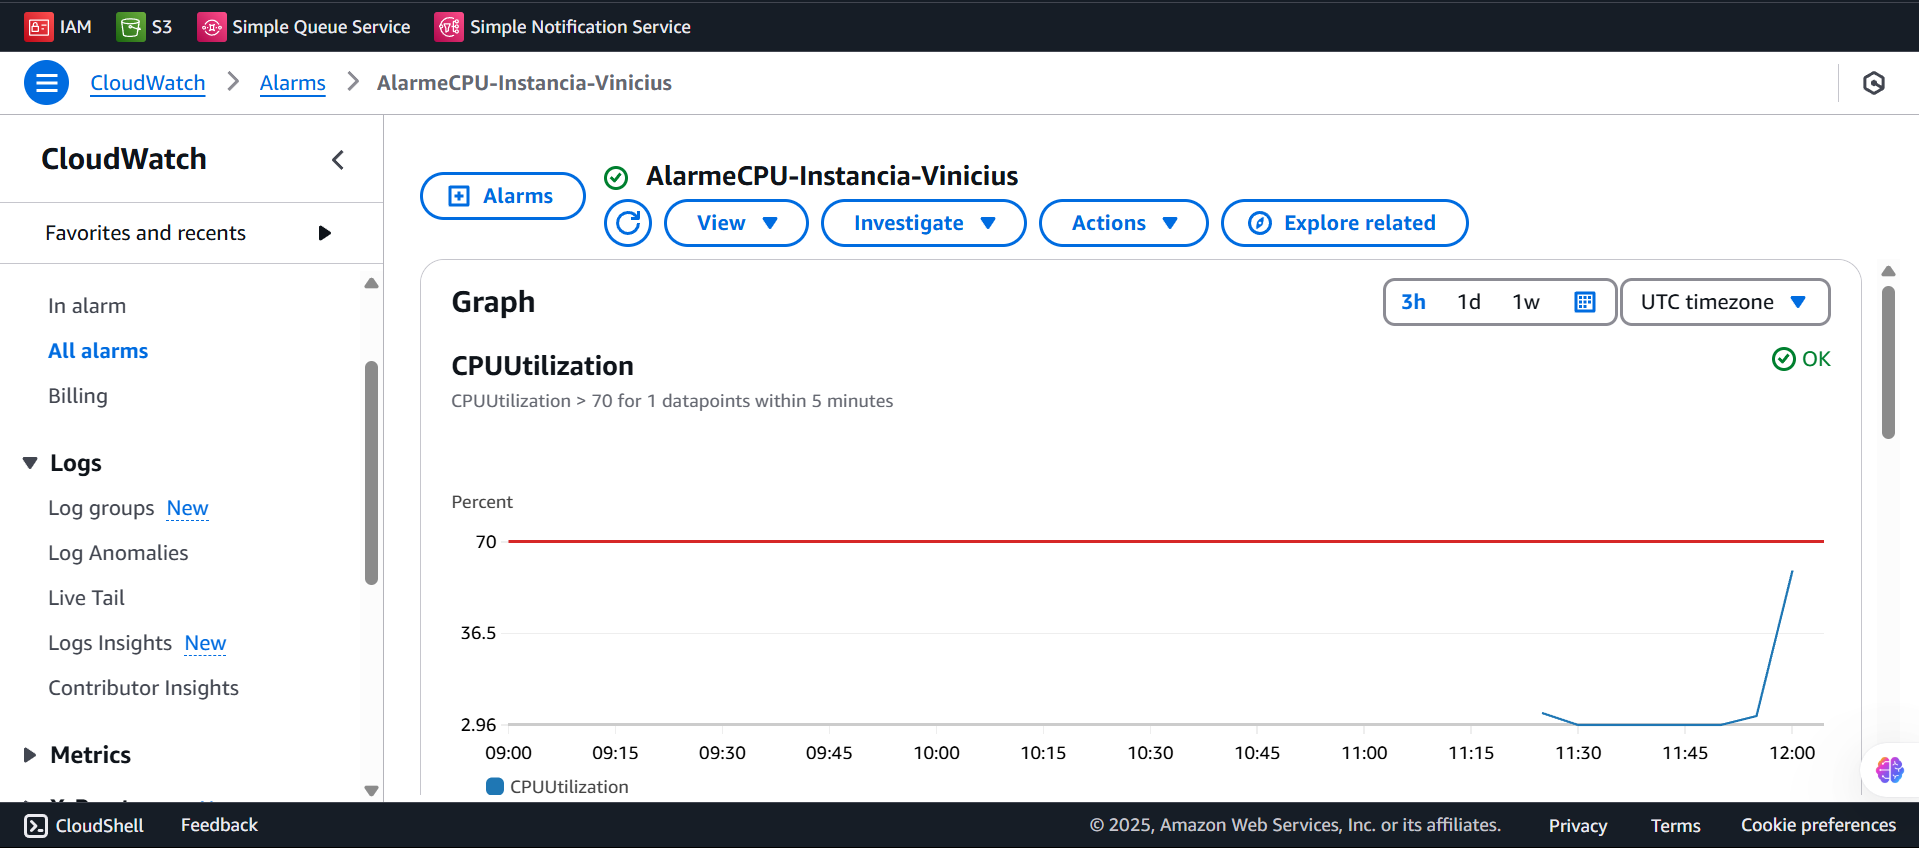 IAM S3 Simple Queue Service Simple Notification Service
CloudWatch > Alarms > AlarmeCPU-Instancia-Vinicius
CloudWatch
Favorites and recents
In alarm
All alarms
Billing
Logs
Log groups New
Log Anomalies
Live Tail
Logs Insights New
Contributor Insights
Metrics
Alarms
AlarmeCPU-Instancia-Vinicius
View Investigate Actions Explore related
Graph
3h 1d 1w UTC timezone
CPUUtilization
OK
CPUUtilization > 70 for 1 datapoints within 5 minutes
Percent
70
36.5
2.96
09:00 09:15 09:30 09:45 10:00 10:15 10:30 10:45 11:00 11:15 11:30 11:45 12:00
CPUUtilization
CloudShell Feedback © 2025, Amazon Web Services, Inc. or its affiliates. Privacy Terms Cookie preferences